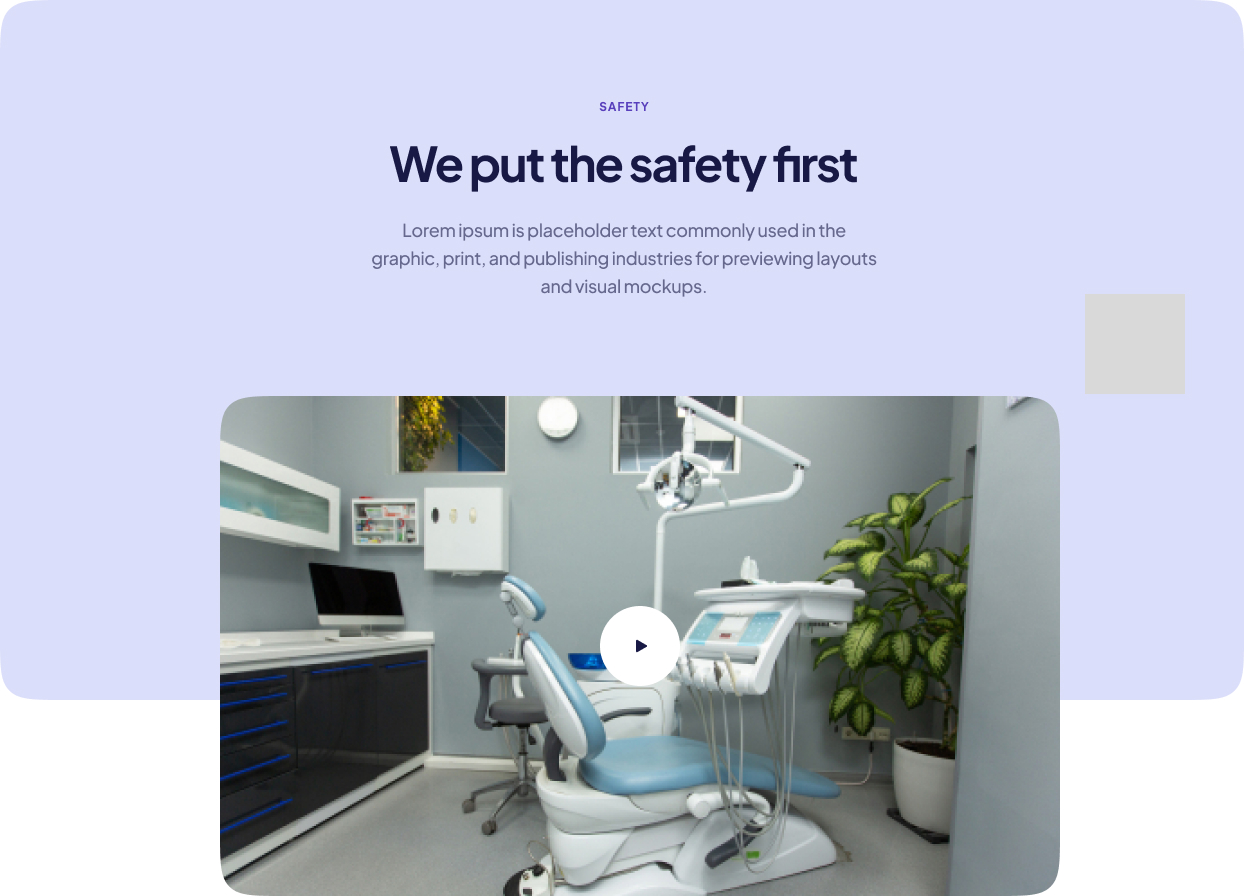 SAFETY
We put the safety first
Lorem ipsum is placeholder text commonly used in the
graphic, print, and publishing industries for previewing layouts
and visual mockups.